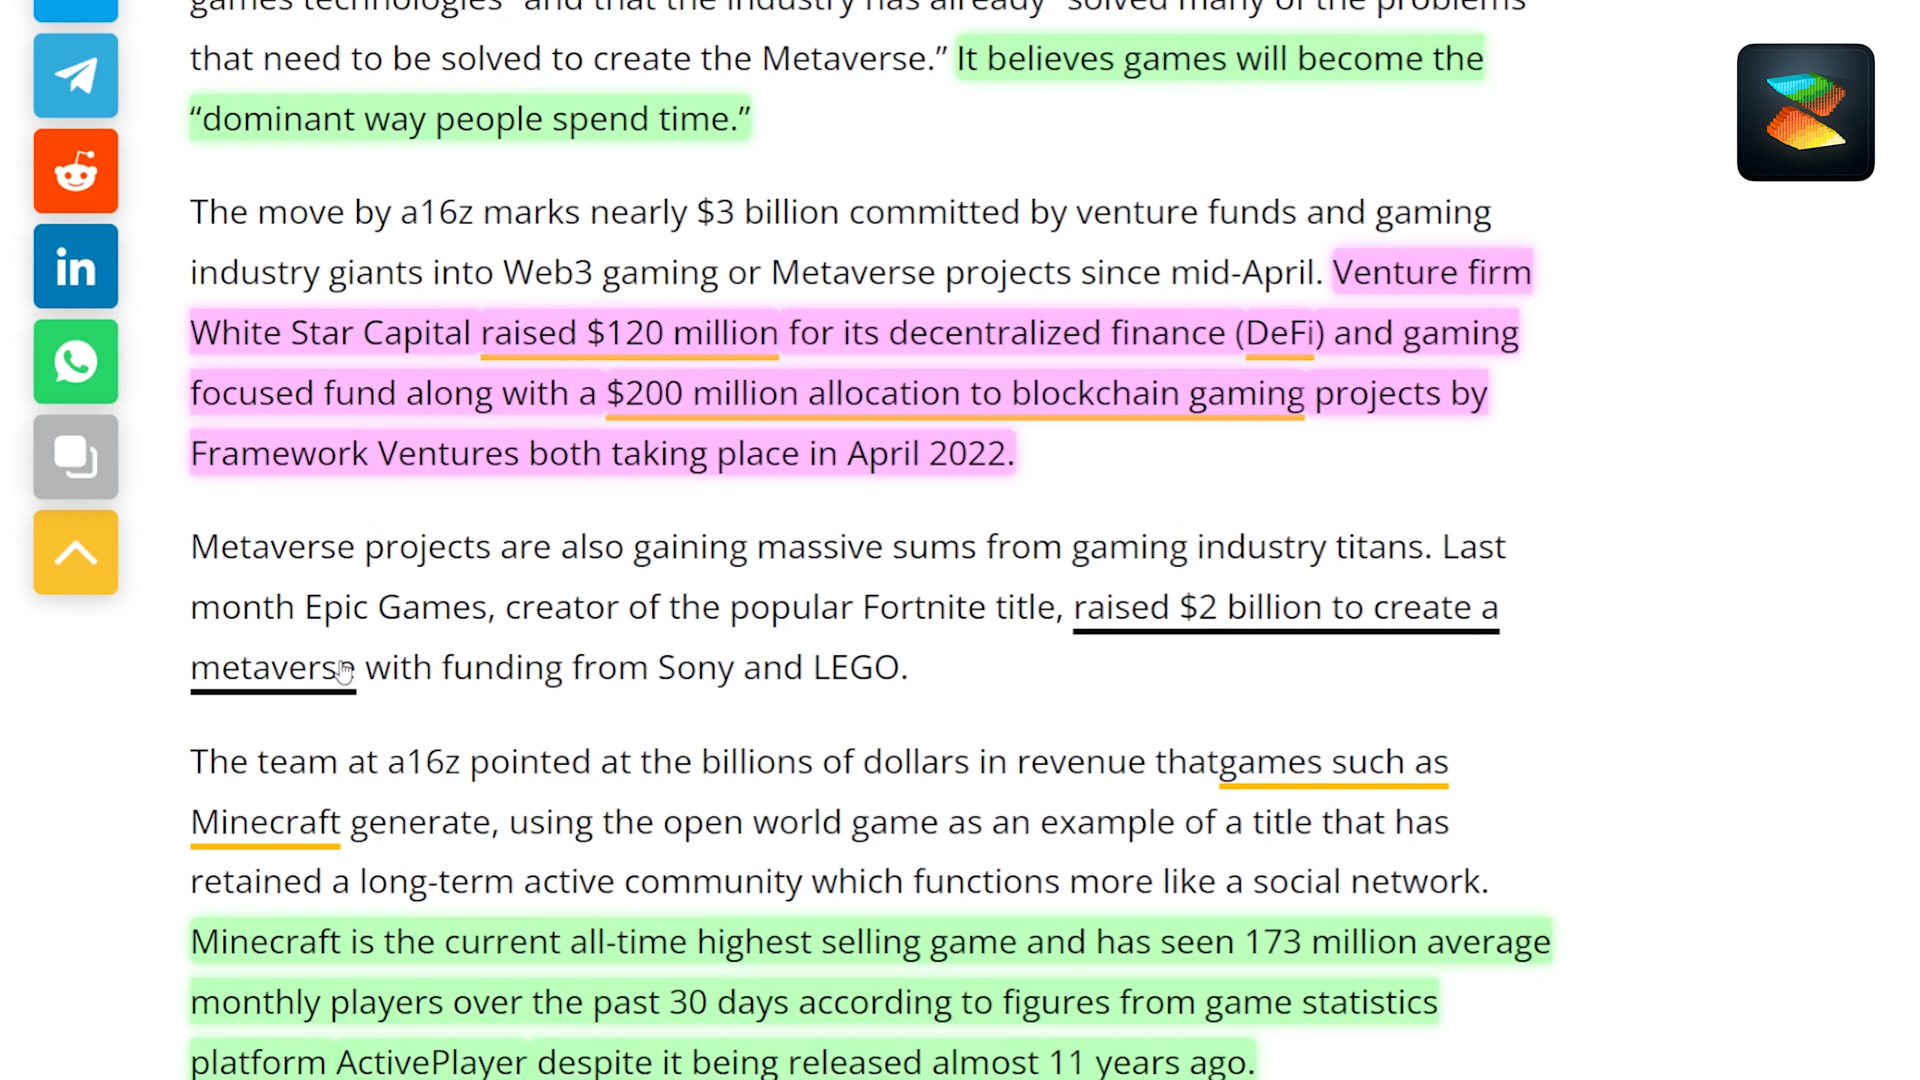 games technologies" and that the industry has already "solved many of the problems
that need to be solved to create the Metaverse.” It believes games will become the
“dominant way people spend time.”
The move by a16z marks nearly $3 billion committed by venture funds and gaming
industry giants into Web3 gaming or Metaverse projects since mid-April. Venture firm
White Star Capital raised $120 million for its decentralized finance (DeFi) and gaming
focused fund along with a $200 million allocation to blockchain gaming projects by
Framework Ventures both taking place in April 2022.
Metaverse projects are also gaining massive sums from gaming industry titans. Last
month Epic Games, creator of the popular Fortnite title, raised $2 billion to create a
metaverse with funding from Sony and LEGO.
The team at a16z pointed at the billions of dollars in revenue thatgames such as
Minecraft generate, using the open world game as an example of a title that has
retained a long-term active community which functions more like a social network.
Minecraft is the current all-time highest selling game and has seen 173 million average
monthly players over the past 30 days according to figures from game statistics
platform ActivePlayer despite it being released almost 11 years ago.
in